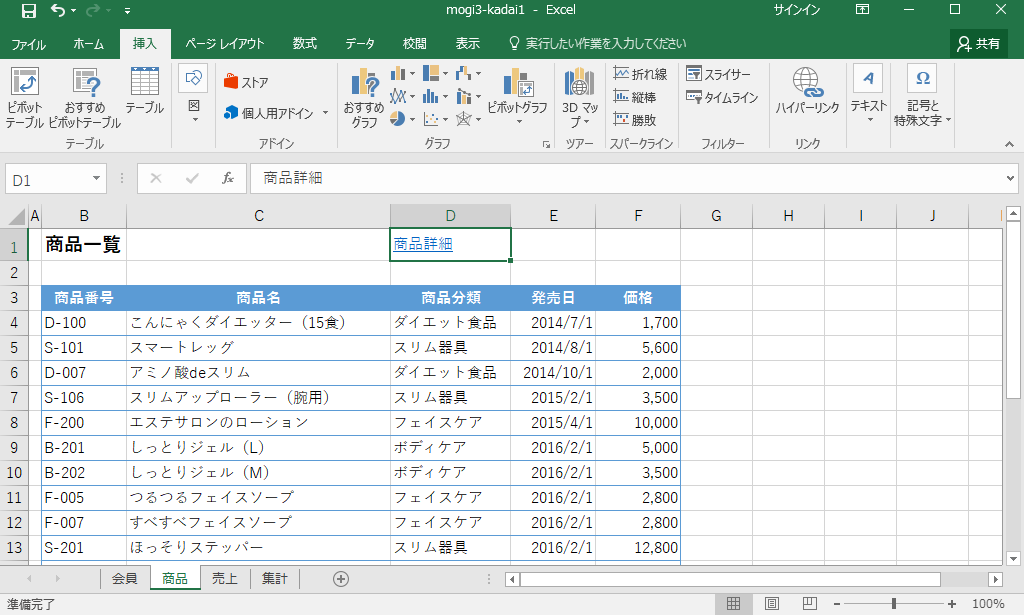 mogi3-kadai1 - Excel サインイン
ファイル ホーム 挿入 ページ レイアウト 数式 データ 校閲 表示 実行したい作業を入力してください 共有
ピボットテーブル おすすめピボットテーブル テーブル 図 ストア 個人用アドイン おすすめグラフ ピボットグラフ 3D マップ 折れ線 縦棒 勝敗 スライサー タイムライン ハイパーリンク テキスト 記号と特殊文字
テーブル アドイン グラフ ツアー スパークライン フィルター リンク
D1 fx 商品詳細
A B C D E F G H I J
1 商品一覧 商品詳細
2
3 商品番号 商品名 商品分類 発売日 価格
4 D-100 こんにゃくダイエッター（15食） ダイエット食品 2014/7/1 1,700
5 S-101 スマートレッグ スリム器具 2014/8/1 5,600
6 D-007 アミノ酸deスリム ダイエット食品 2014/10/1 2,000
7 S-106 スリムアップローラー（腕用） スリム器具 2015/2/1 3,500
8 F-200 エステサロンのローション フェイスケア 2015/4/1 10,000
9 B-201 しっとりジェル（L） ボディケア 2016/2/1 5,000
10 B-202 しっとりジェル（M） ボディケア 2016/2/1 3,500
11 F-005 つるつるフェイスソープ フェイスケア 2016/2/1 2,800
12 F-007 すべすべフェイスソープ フェイスケア 2016/2/1 2,800
13 S-201 ほっそりステッパー スリム器具 2016/2/1 12,800
会員 商品 売上 集計
準備完了 100%